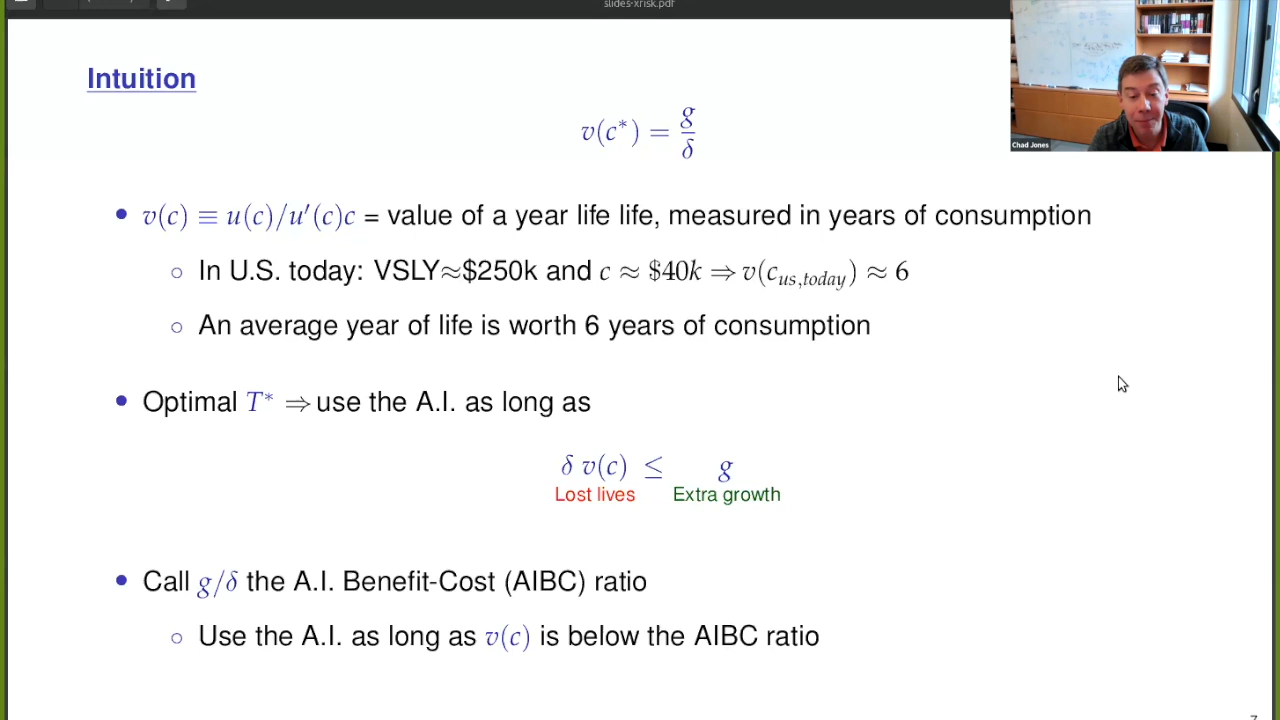 slides-xrisk.pdf
Intuition
v(c*) = g/δ
Chad Jones
• v(c) ≡ u(c)/u′(c)c = value of a year life life, measured in years of consumption
○ In U.S. today: VSLY≈$250k and c ≈ $40k ⇒ v(c_us,today) ≈ 6
○ An average year of life is worth 6 years of consumption
• Optimal T* ⇒ use the A.I. as long as
δ v(c) ≤ g
Lost lives Extra growth
• Call g/δ the A.I. Benefit-Cost (AIBC) ratio
○ Use the A.I. as long as v(c) is below the AIBC ratio